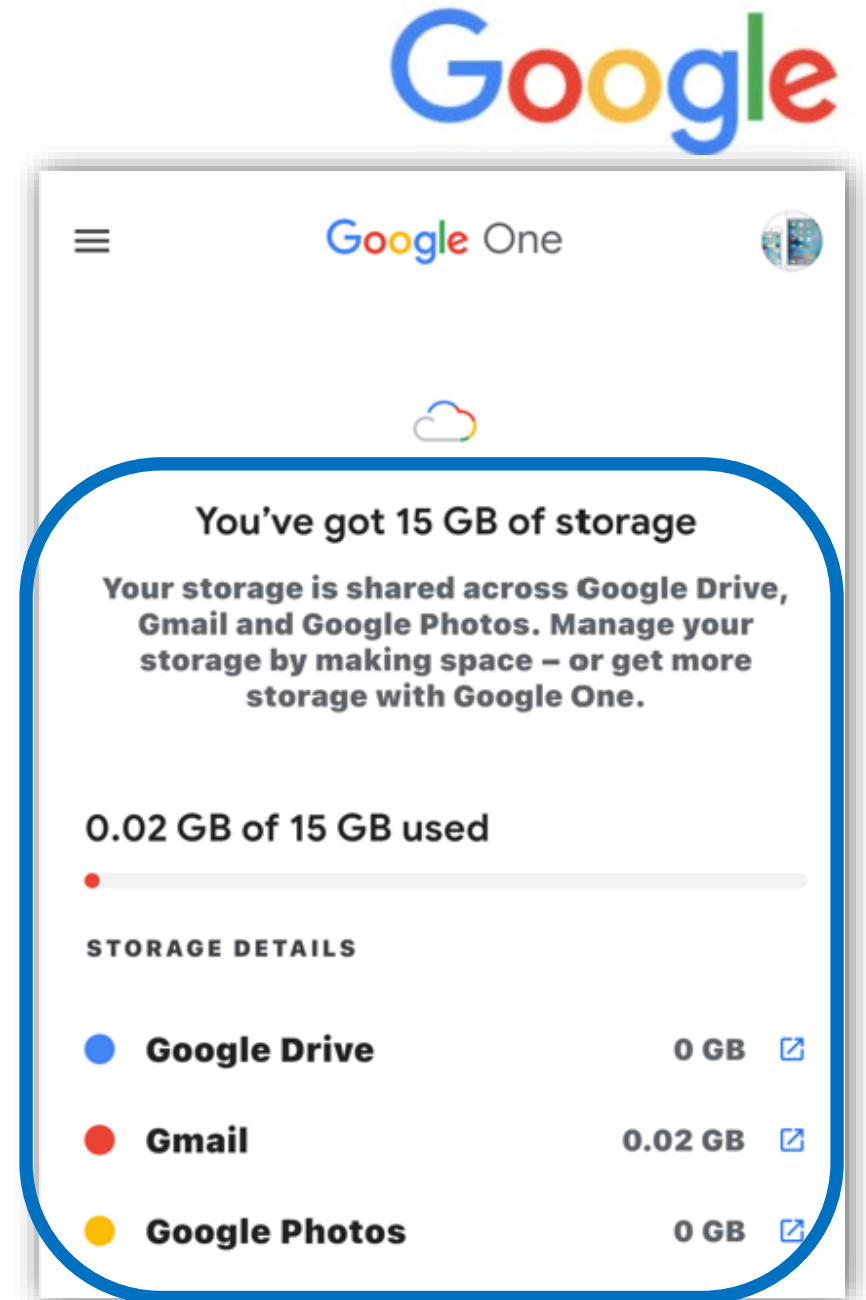 Google
Google One
You've got 15 GB of storage
Your storage is shared across Google Drive,
Gmail and Google Photos. Manage your
storage by making space – or get more
storage with Google One.
0.02 GB of 15 GB used
STORAGE DETAILS
Google Drive 0 GB
Gmail 0.02 GB
Google Photos 0 GB